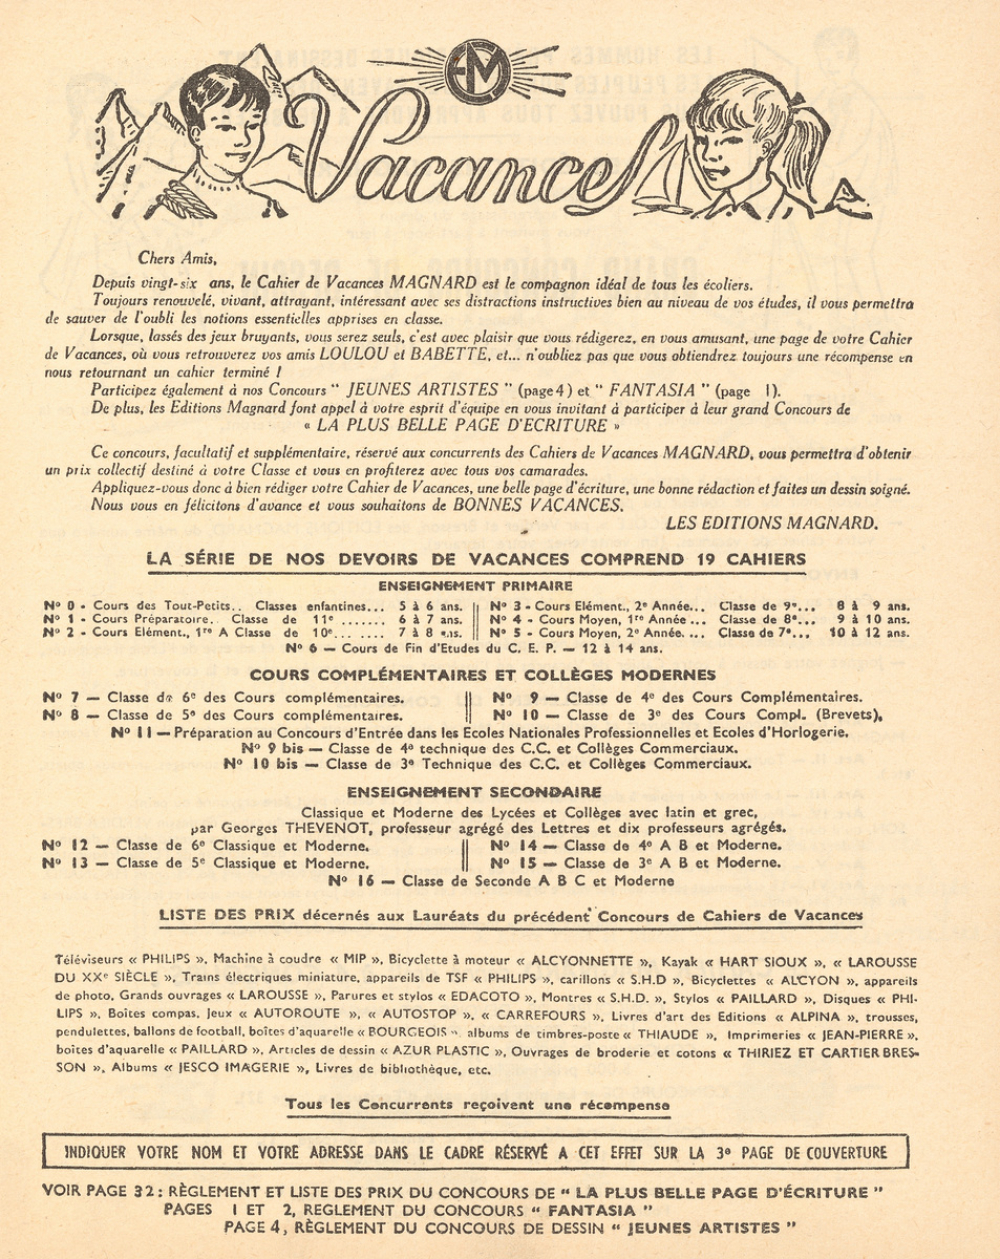 EM
Vacances
Chers Amis,
Depuis vingt-six ans, le Cahier de Vacances MAGNARD est le compagnon idéal de tous les écoliers.
Toujours renouvelé, vivant, attrayant, intéressant avec ses distractions instructives bien au niveau de vos études, il vous permettra
de sauver de l'oubli les notions essentielles apprises en classe.
Lorsque, lassés des jeux bruyants, vous serez seuls, c'est avec plaisir que vous rédigerez, en vous amusant, une page de votre Cahier
de Vacances, où vous retrouverez vos amis LOULOU et BABETTE, et... n'oubliez pas que vous obtiendrez toujours une récompense en
nous retournant un cahier terminé !
Participez également à nos Concours " JEUNES ARTISTES " (page 4) et " FANTASIA " (page 1).
De plus, les Editions Magnard font appel à votre esprit d'équipe en vous invitant à participer à leur grand Concours de
« LA PLUS BELLE PAGE D'ECRITURE »
Ce concours, facultatif et supplémentaire, réservé aux concurrents des Cahiers de Vacances MAGNARD, vous permettra d'obtenir
un prix collectif destiné à votre Classe et vous en profiterez avec tous vos camarades.
Appliquez-vous donc à bien rédiger votre Cahier de Vacances, une belle page d'écriture, une bonne rédaction et faites un dessin soigné.
Nous vous en félicitons d'avance et vous souhaitons de BONNES VACANCES.
LES EDITIONS MAGNARD.
LA SÉRIE DE NOS DEVOIRS DE VACANCES COMPREND 19 CAHIERS
ENSEIGNEMENT PRIMAIRE
Nº 0 - Cours des Tout-Petits.. Classes enfantines... 5 à 6 ans.
Nº 1 - Cours Préparatoire.. Classe de 11e ....... 6 à 7 ans.
Nº 2 - Cours Elément., 1re A Classe de 10e... .... 7 à 8 ans.
Nº 3 - Cours Elément., 2e Année... Classe de 9e... 8 à 9 ans.
Nº 4 - Cours Moyen, 1re Année ... Classe de 8e... 9 à 10 ans.
Nº 5 - Cours Moyen, 2e Année. ... Classe de 7e... 10 à 12 ans.
Nº 6 — Cours de Fin d'Etudes du C. E. P. — 12 à 14 ans.
COURS COMPLÉMENTAIRES ET COLLÈGES MODERNES
Nº 7 — Classe de 6e des Cours complémentaires.
Nº 8 — Classe de 5e des Cours complémentaires.
Nº 9 — Classe de 4e des Cours Complémentaires.
Nº 10 — Classe de 3e des Cours Compl. (Brevets).
Nº 11 — Préparation au Concours d'Entrée dans les Ecoles Nationales Professionnelles et Ecoles d'Horlogerie.
Nº 9 bis — Classe de 4e technique des C.C. et Collèges Commerciaux.
Nº 10 bis — Classe de 3e Technique des C.C. et Collèges Commerciaux.
ENSEIGNEMENT SECONDAIRE
Classique et Moderne des Lycées et Collèges avec latin et grec,
par Georges THEVENOT, professeur agrégé des Lettres et dix professeurs agrégés.
Nº 12 — Classe de 6e Classique et Moderne.
Nº 13 — Classe de 5e Classique et Moderne.
Nº 14 — Classe de 4e A B et Moderne.
Nº 15 — Classe de 3e A B et Moderne.
Nº 16 — Classe de Seconde A B C et Moderne
LISTE DES PRIX décernés aux Lauréats du précédent Concours de Cahiers de Vacances
Téléviseurs « PHILIPS », Machine à coudre « MIP », Bicyclette à moteur « ALCYONNETTE », Kayak « HART SIOUX », « LAROUSSE
DU XXe SIÈCLE », Trains électriques miniature, appareils de TSF « PHILIPS », carillons « S.H.D », Bicyclettes « ALCYON », appareils
de photo, Grands ouvrages « LAROUSSE », Parures et stylos « EDACOTO », Montres « S.H.D. », Stylos « PAILLARD », Disques « PHI-
LIPS », Boîtes compas, Jeux « AUTOROUTE », « AUTOSTOP », « CARREFOURS », Livres d'art des Editions « ALPINA », trousses,
pendulettes, ballons de football, boîtes d'aquarelle « BOURGEOIS », albums de timbres-poste « THIAUDE », Imprimeries « JEAN-PIERRE »,
boîtes d'aquarelle « PAILLARD », Articles de dessin « AZUR PLASTIC », Ouvrages de broderie et cotons « THIRIEZ ET CARTIER BRES-
SON », Albums « JESCO IMAGERIE », Livres de bibliothèque, etc.
Tous les Concurrents reçoivent une récompense
INDIQUER VOTRE NOM ET VOTRE ADRESSE DANS LE CADRE RÉSERVÉ A CET EFFET SUR LA 3e PAGE DE COUVERTURE
VOIR PAGE 32 : RÈGLEMENT ET LISTE DES PRIX DU CONCOURS DE " LA PLUS BELLE PAGE D'ÉCRITURE "
PAGES 1 ET 2, REGLEMENT DU CONCOURS " FANTASIA "
PAGE 4, RÈGLEMENT DU CONCOURS DE DESSIN " JEUNES ARTISTES "